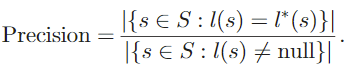 Precision = |{s ∈ S : l(s) = l*(s)}| / |{s ∈ S : l(s) ≠ null}| .